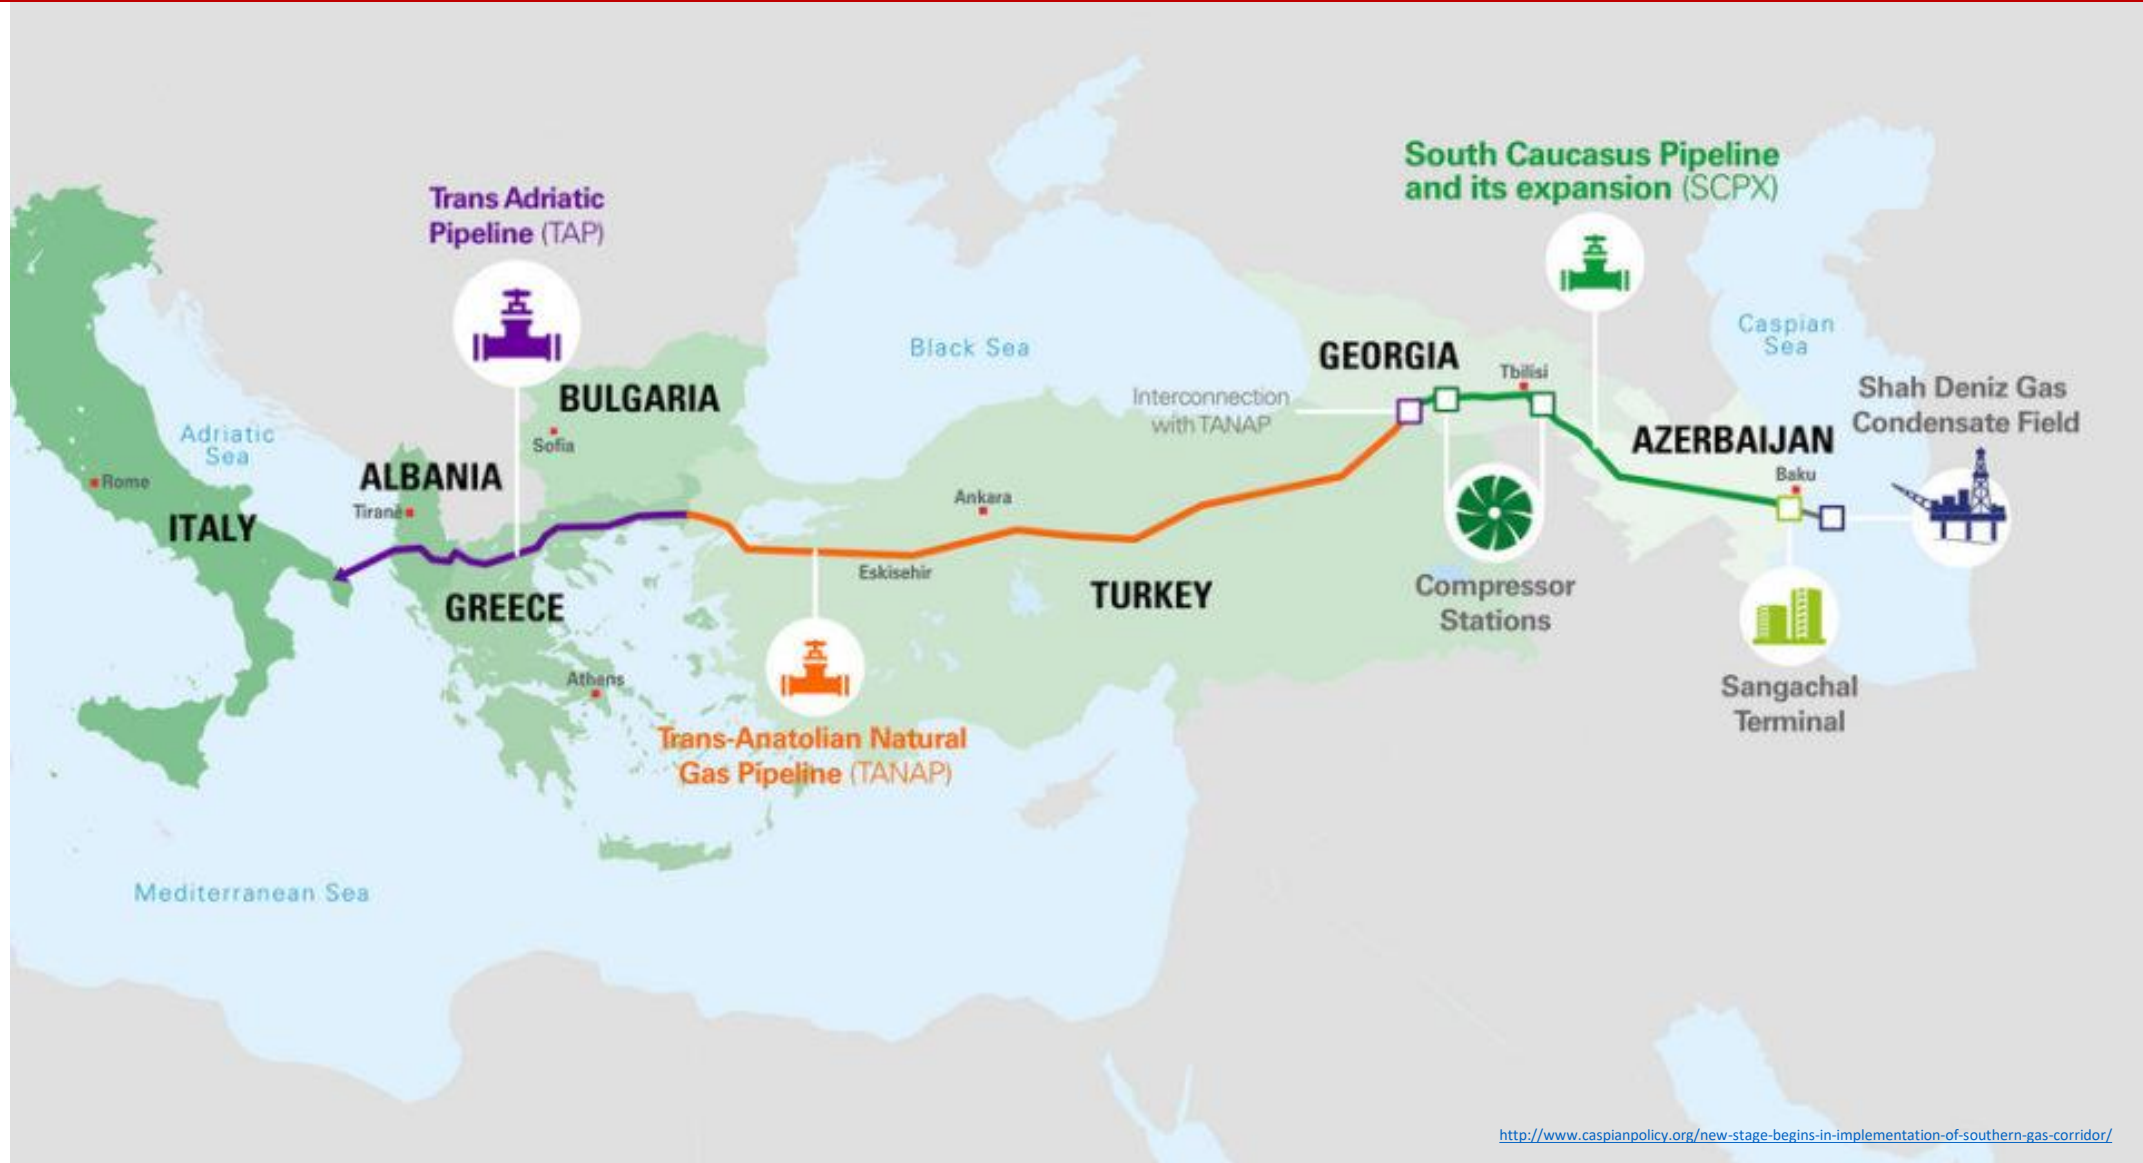 South Caucasus Pipeline
and its expansion (SCPX)
Trans Adriatic
Pipeline (TAP)
Caspian
Sea
Black Sea
GEORGIA
Tbilisi
Interconnection
with TANAP
Shah Deniz Gas
Condensate Field
BULGARIA
Sofia
AZERBAIJAN
Baku
Adriatic
Sea
ALBANIA
Tiranë
Rome
ITALY
Ankara
Eskisehir
TURKEY
GREECE
Athens
Compressor
Stations
Sangachal
Terminal
Trans-Anatolian Natural
Gas Pipeline (TANAP)
Mediterranean Sea
http://www.caspianpolicy.org/new-stage-begins-in-implementation-of-southern-gas-corridor/